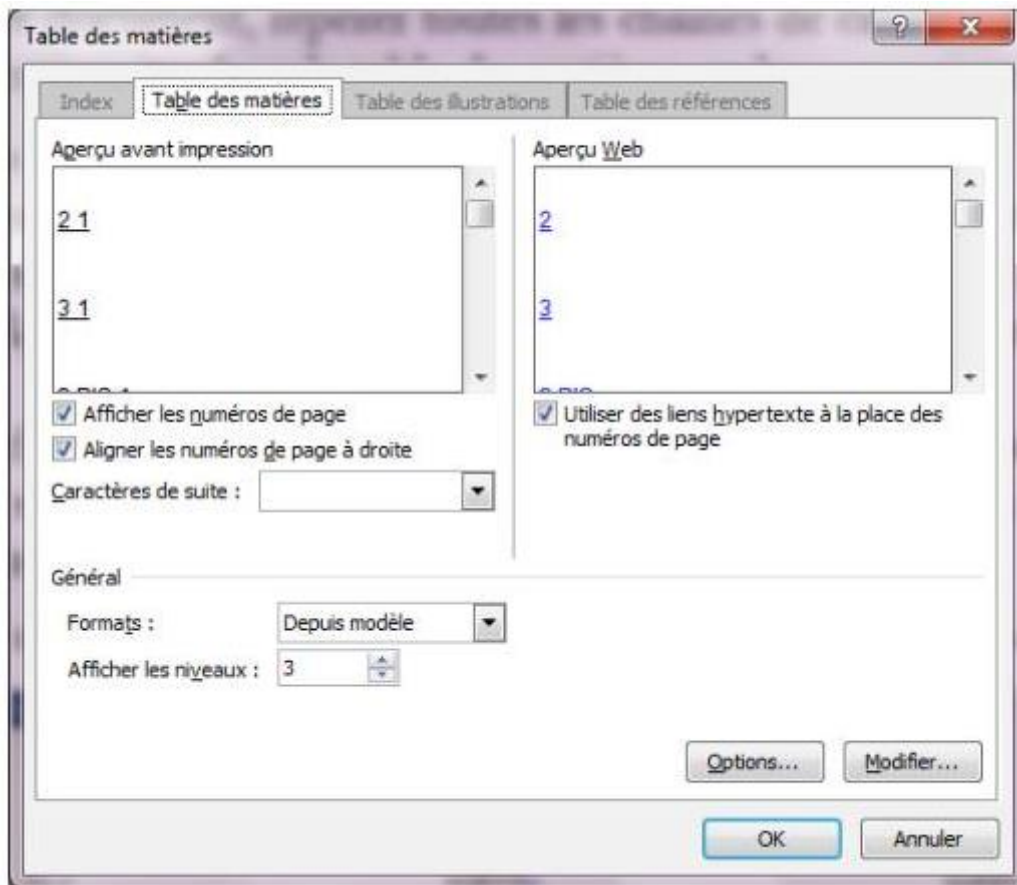 Table des matières
Index
Table des matières
Table des illustrations
Table des références
Aperçu avant impression
2 1
3 1
Afficher les numéros de page
Aligner les numéros de page à droite
Caractères de suite :
Aperçu Web
2
3
Utiliser des liens hypertexte à la place des
numéros de page
Général
Formats :
Depuis modèle
Afficher les niveaux :
3
Options...
Modifier...
OK
Annuler